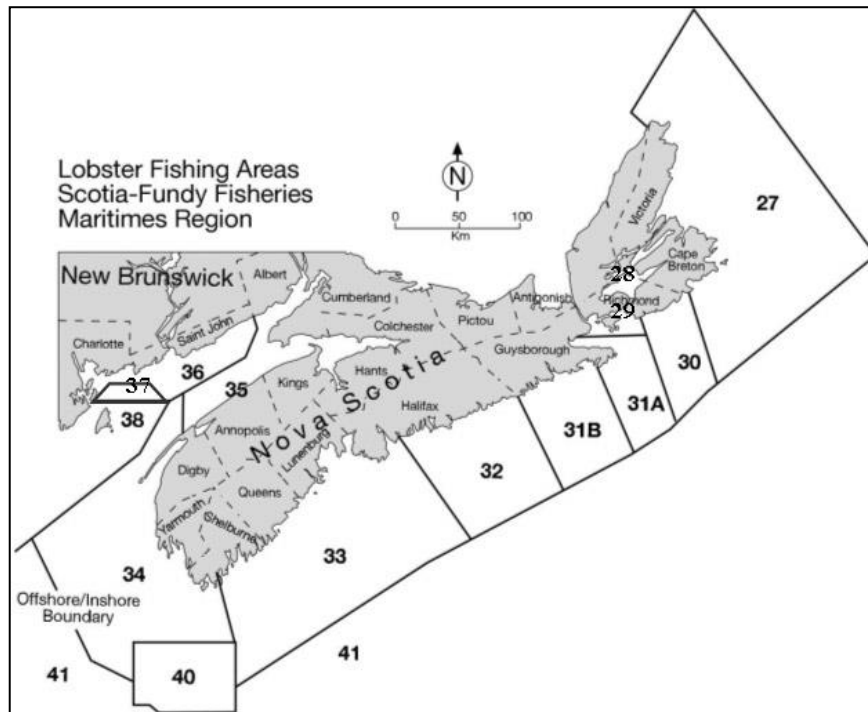 Lobster Fishing Areas
Scotia-Fundy Fisheries
Maritimes Region
N
0 50 100
Km
27
Victoria
Cape
Breton
28
Richmond
29
30
New Brunswick
Albert
Saint John
Charlotte
Cumberland
Colchester
Pictou
Antigonish
Guysborough
36
37
35
38
Kings
Hants
Halifax
Annopolis
Nova Scotia
Lunenburg
Digby
Queens
Yarmouth
Shelburne
31A
31B
32
33
34
Offshore/Inshore
Boundary
41
40
41